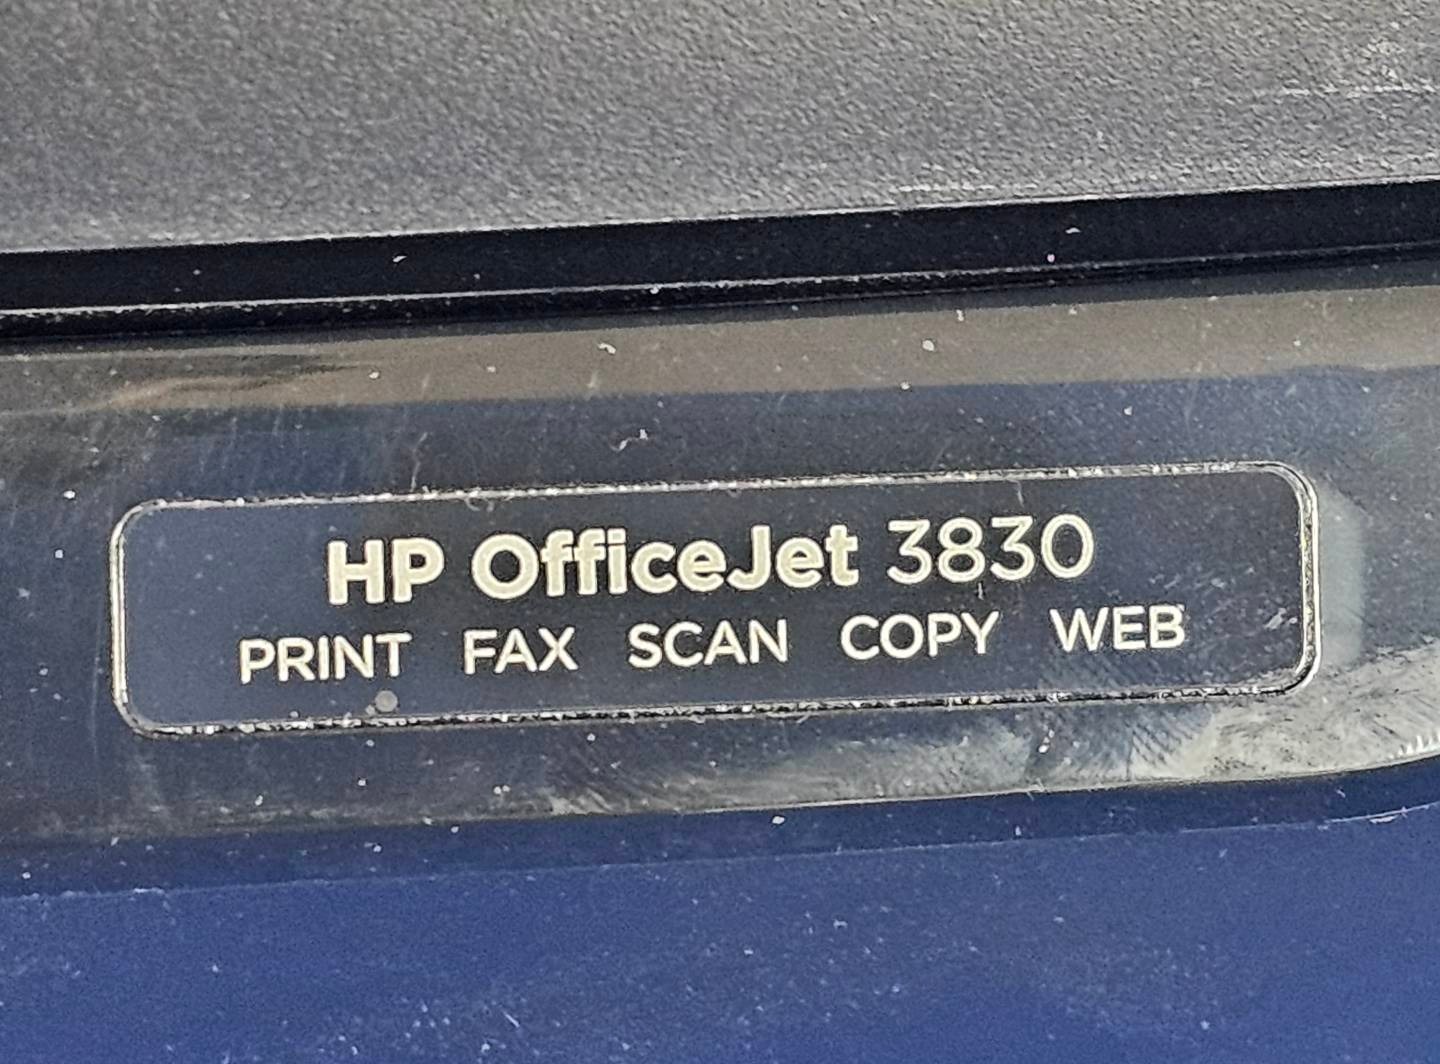 HP OfficeJet 3830
PRINT FAX SCAN COPY WEB